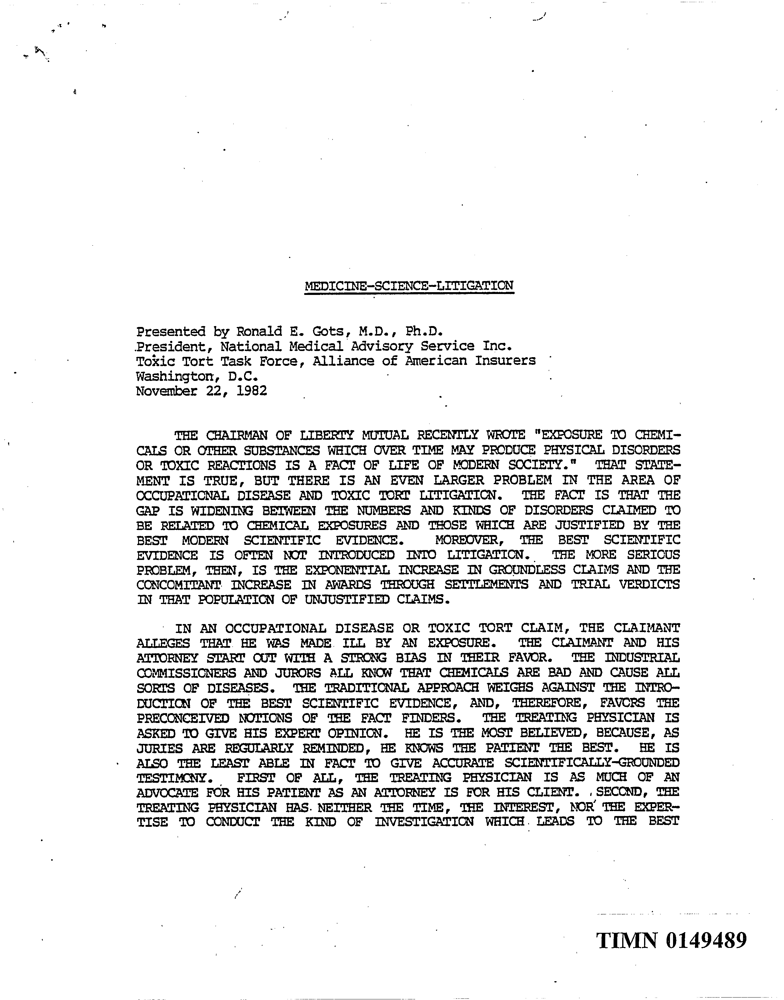 MEDICINE-SCIENCE-LITIGATION
Presented by Ronald E. Gots, M.D., Ph.D.
President, National Medical Advisory Service Inc.
Toxic Tort Task Force, Alliance of American Insurers
Washington, D.C.
November 22, 1982
THE CHAIRMAN OF LIBERTY MUTUAL RECENTLY WROTE "EXPOSURE TO CHEMI-
CALS OR OTHER SUBSTANCES WHICH OVER TIME MAY PRODUCE PHYSICAL DISORDERS
OR TOXIC REACTIONS IS A FACT OF LIFE OF MODERN SOCIETY." THAT STATE-
MENT IS TRUE, BUT THERE IS AN EVEN LARGER PROBLEM IN THE AREA OF
OCCUPATIONAL DISEASE AND TOXIC TORT LITIGATION. THE FACT IS THAT THE
GAP IS WIDENING BETWEEN THE NUMBERS AND KINDS OF DISORDERS CLAIMED TO
BE RELATED TO CHEMICAL EXPOSURES AND THOSE WHICH ARE JUSTIFIED BY THE
BEST MODERN SCIENTIFIC EVIDENCE. MOREOVER, THE BEST SCIENTIFIC
EVIDENCE IS OFTEN NOT INTRODUCED INTO LITIGATION. THE MORE SERIOUS
PROBLEM, THEN, IS THE EXPONENTIAL INCREASE IN GROUNDLESS CLAIMS AND THE
CONCOMITANT INCREASE IN AWARDS THROUGH SETTLEMENTS AND TRIAL VERDICTS
IN THAT POPULATION OF UNJUSTIFIED CLAIMS.
IN AN OCCUPATIONAL DISEASE OR TOXIC TORT CLAIM, THE CLAIMANT
ALLEGES THAT HE WAS MADE ILL BY AN EXPOSURE. THE CLAIMANT AND HIS
ATTORNEY START OUT WITH A STRONG BIAS IN THEIR FAVOR. THE INDUSTRIAL
COMMISSIONERS AND JURORS ALL KNOW THAT CHEMICALS ARE BAD AND CAUSE ALL
SORTS OF DISEASES. THE TRADITIONAL APPROACH WEIGHS AGAINST THE INTRO-
DUCTION OF THE BEST SCIENTIFIC EVIDENCE, AND, THEREFORE, FAVORS THE
PRECONCEIVED NOTIONS OF THE FACT FINDERS. THE TREATING PHYSICIAN IS
ASKED TO GIVE HIS EXPERT OPINION. HE IS THE MOST BELIEVED, BECAUSE, AS
JURIES ARE REGULARLY REMINDED, HE KNOWS THE PATIENT THE BEST. HE IS
ALSO THE LEAST ABLE IN FACT TO GIVE ACCURATE SCIENTIFICALLY-GROUNDED
TESTIMONY. FIRST OF ALL, THE TREATING PHYSICIAN IS AS MUCH OF AN
ADVOCATE FOR HIS PATIENT AS AN ATTORNEY IS FOR HIS CLIENT. SECOND, THE
TREATING PHYSICIAN HAS NEITHER THE TIME, THE INTEREST, NOR THE EXPER-
TISE TO CONDUCT THE KIND OF INVESTIGATION WHICH LEADS TO THE BEST
TIMN 0149489